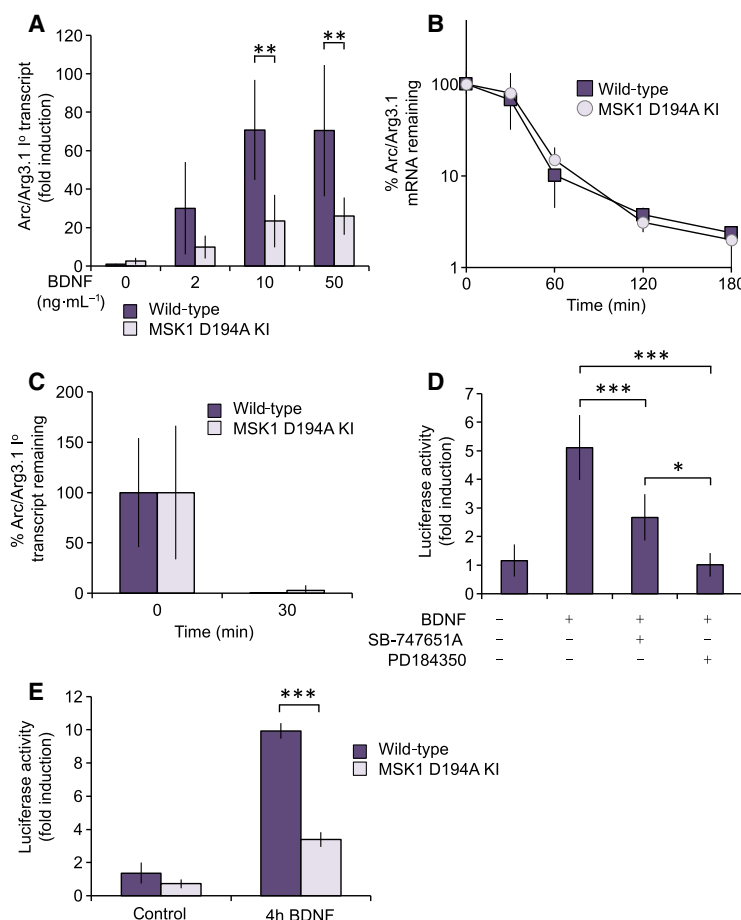 A
Arc/Arg3.1 Iº transcript
(fold induction)
120
100
80
60
40
20
0
**
**
BDNF
(ng·mL⁻¹)
0 2 10 50
Wild-type
MSK1 D194A KI
B
% Arc/Arg3.1
mRNA remaining
100
10
1
Wild-type
MSK1 D194A KI
0 60 120 180
Time (min)
C
% Arc/Arg3.1 Iº
transcript remaining
200
150
100
50
0
Wild-type
MSK1 D194A KI
0 30
Time (min)
D
Luciferase activity
(fold induction)
7
6
5
4
3
2
1
0
***
***
*
BDNF – + + +
SB-747651A – – + –
PD184350 – – – +
E
Luciferase activity
(fold induction)
12
10
8
6
4
2
0
***
Wild-type
MSK1 D194A KI
Control 4h BDNF